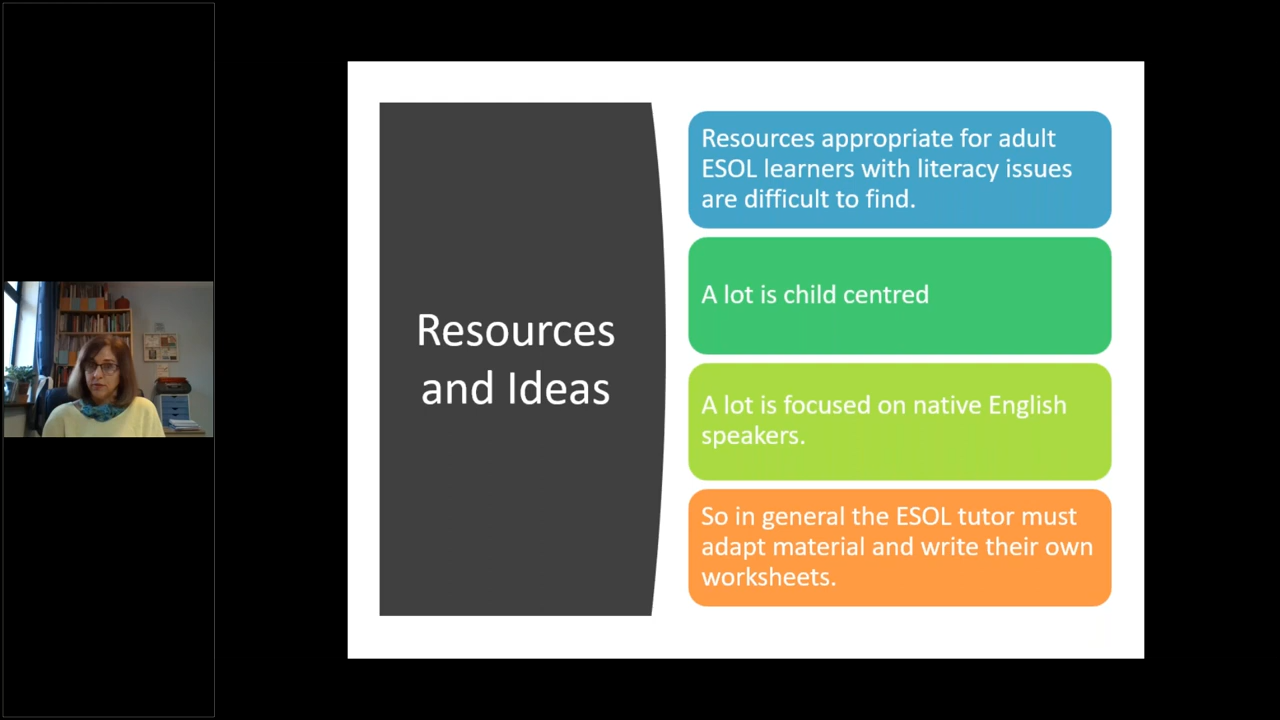 Resources
and Ideas
Resources appropriate for adult
ESOL learners with literacy issues
are difficult to find.
A lot is child centred
A lot is focused on native English
speakers.
So in general the ESOL tutor must
adapt material and write their own
worksheets.